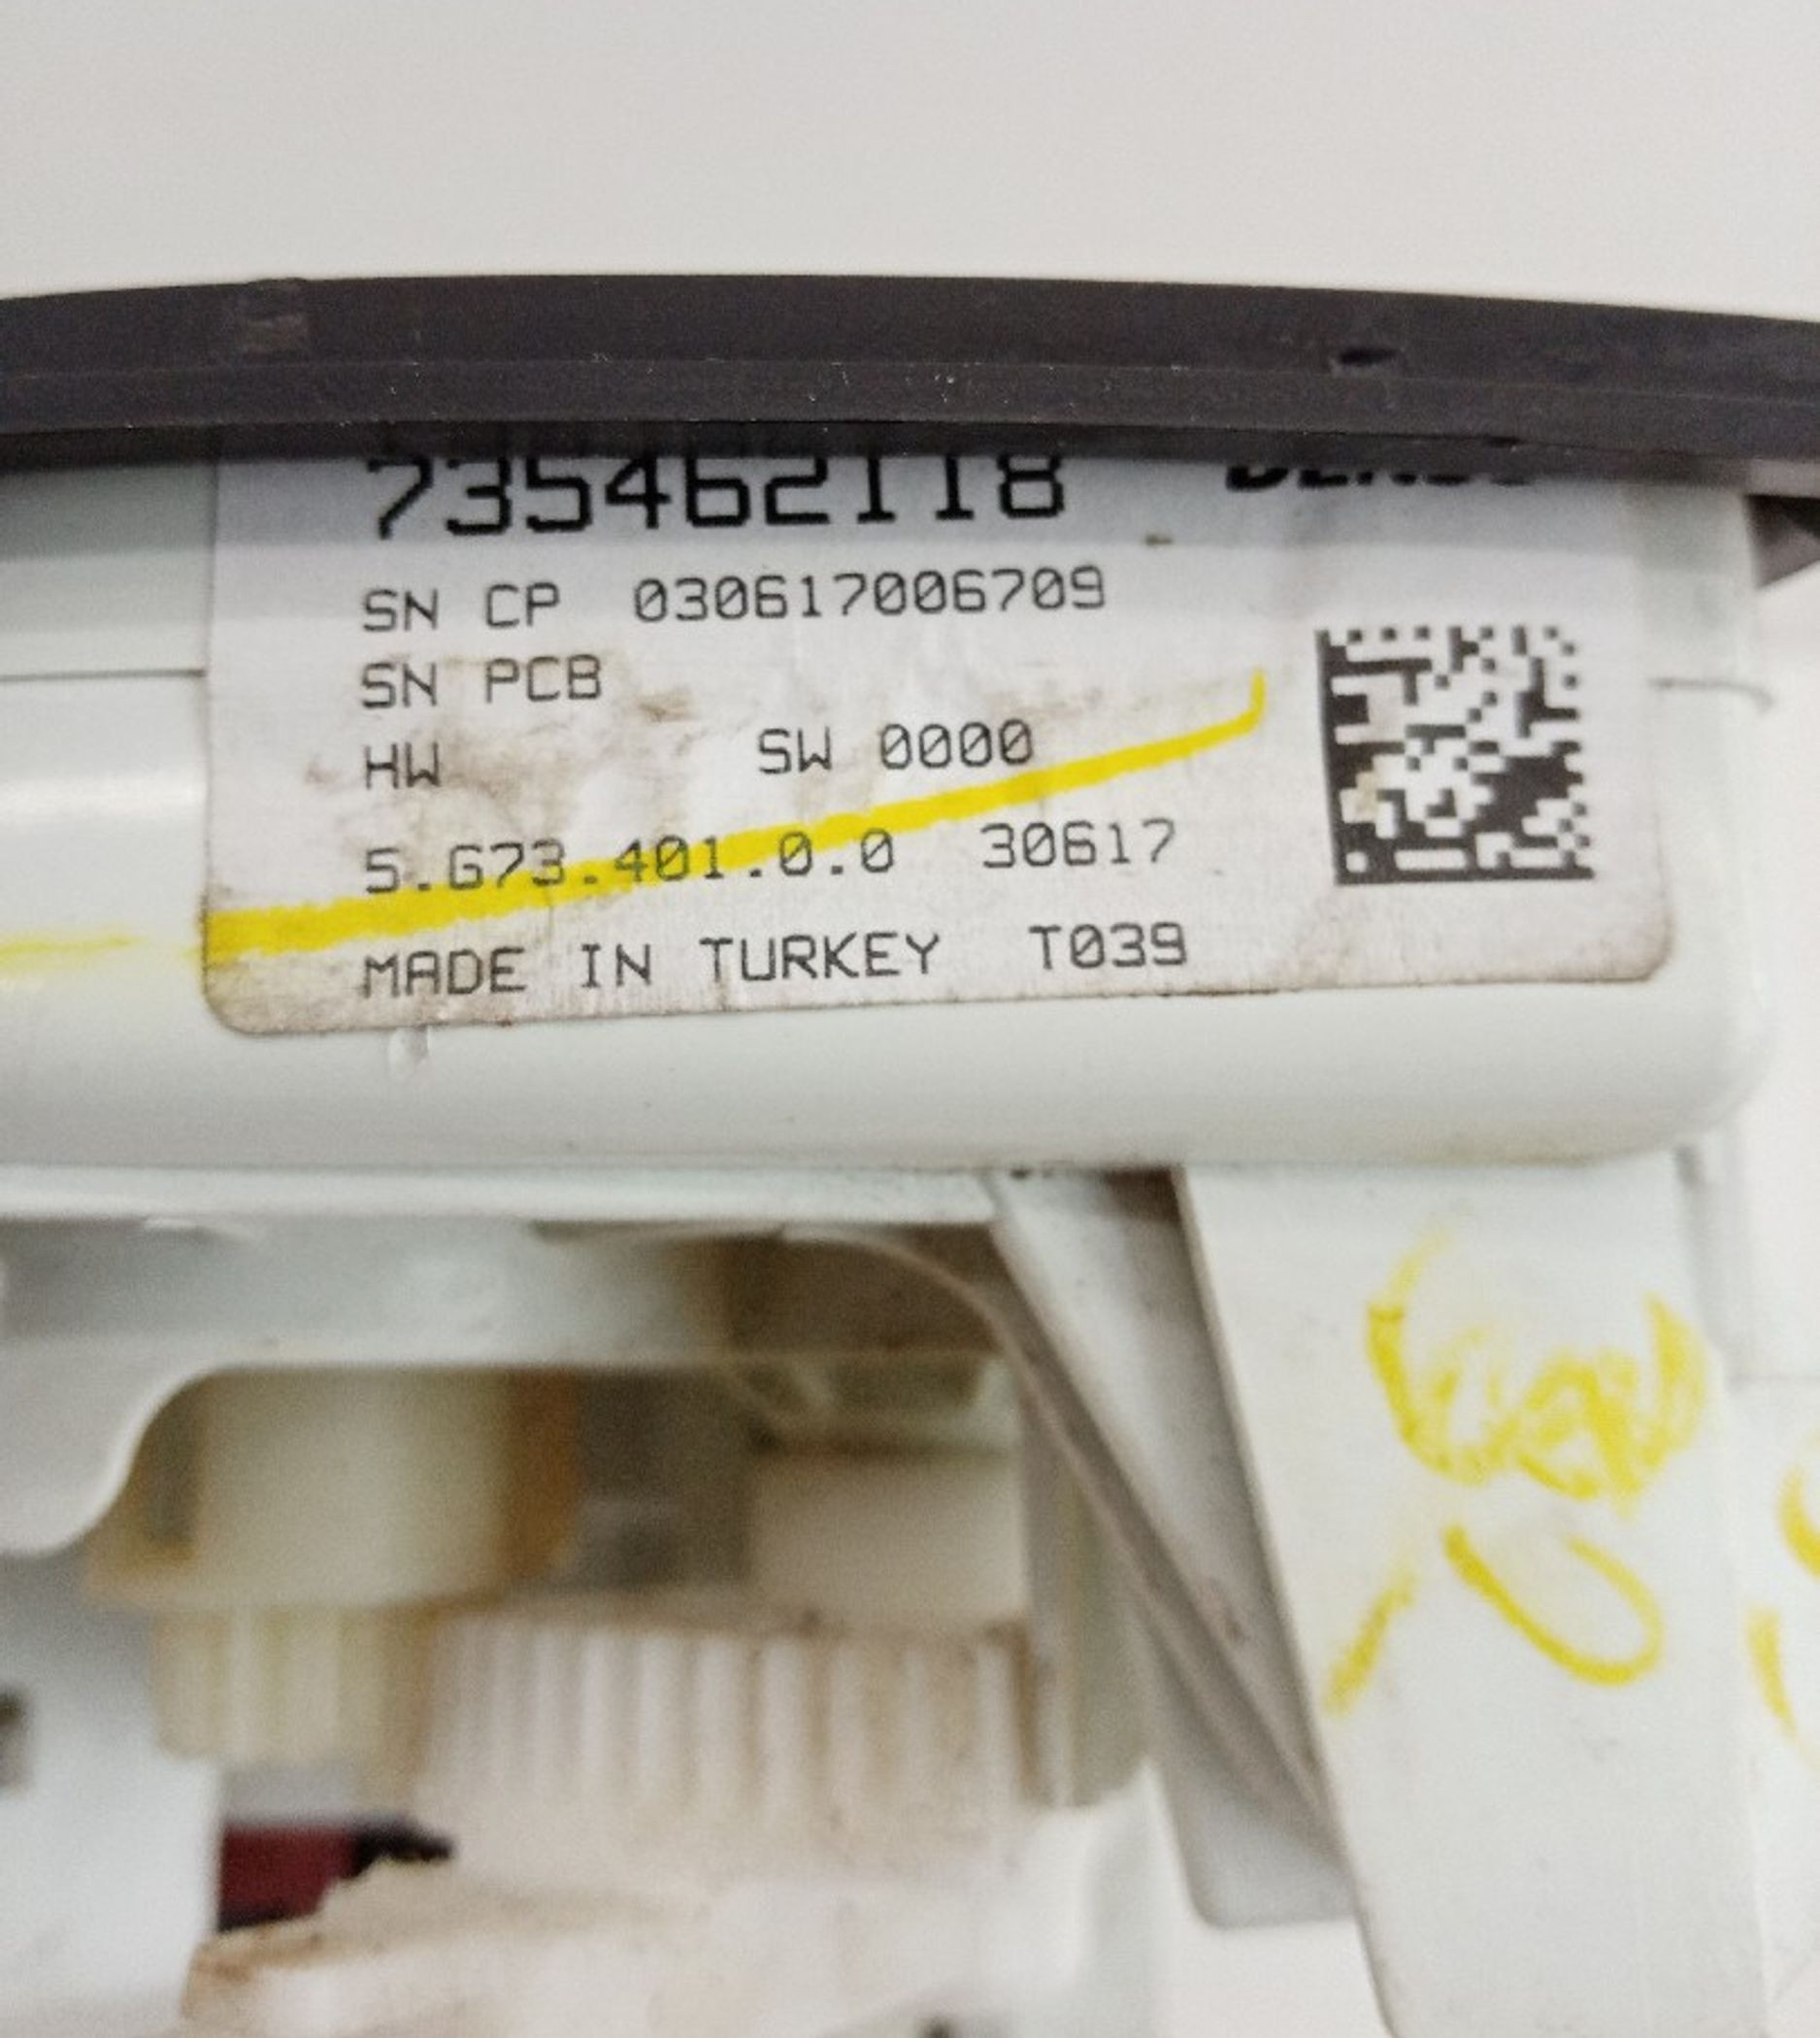 735462118 DENSO
SN CP 030617006709
SN PCB
HW SW 0000
5.G73.401.0.0 30617
MADE IN TURKEY T039